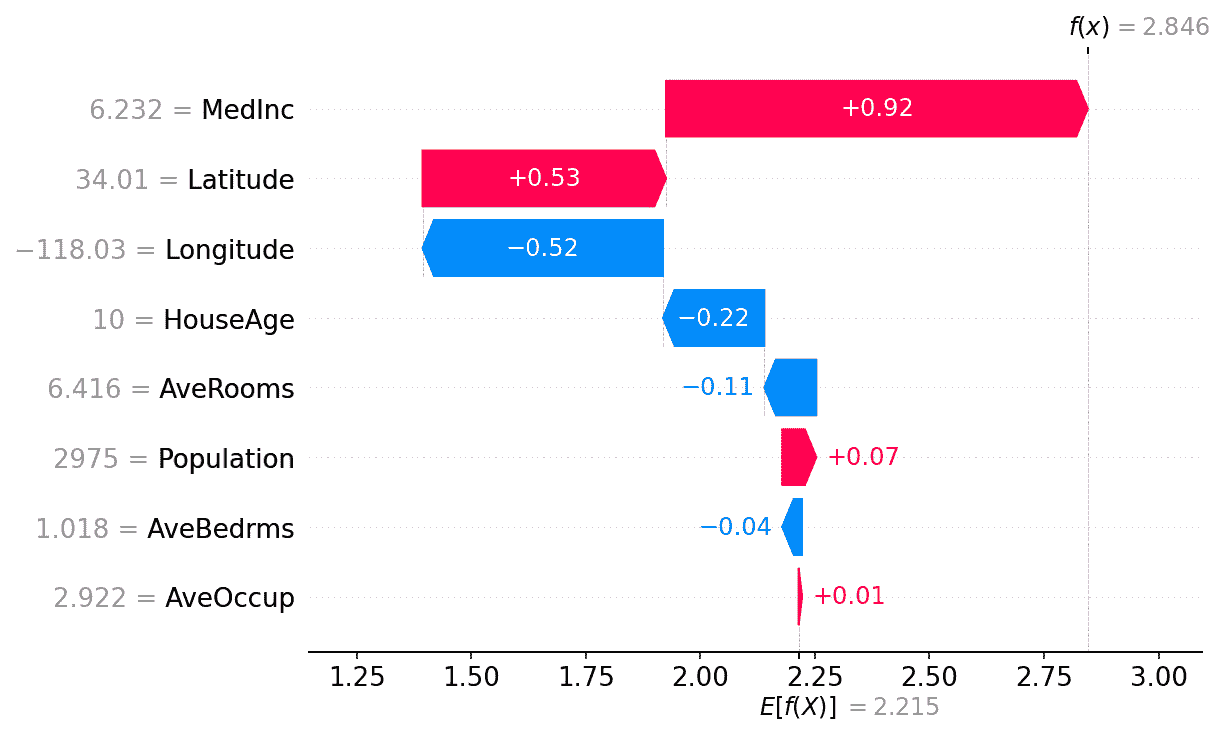 f(x) = 2.846
6.232 = MedInc +0.92
34.01 = Latitude +0.53
−118.03 = Longitude −0.52
10 = HouseAge −0.22
6.416 = AveRooms −0.11
2975 = Population +0.07
1.018 = AveBedrms −0.04
2.922 = AveOccup +0.01
1.25 1.50 1.75 2.00 2.25 2.50 2.75 3.00
E[f(X)] = 2.215